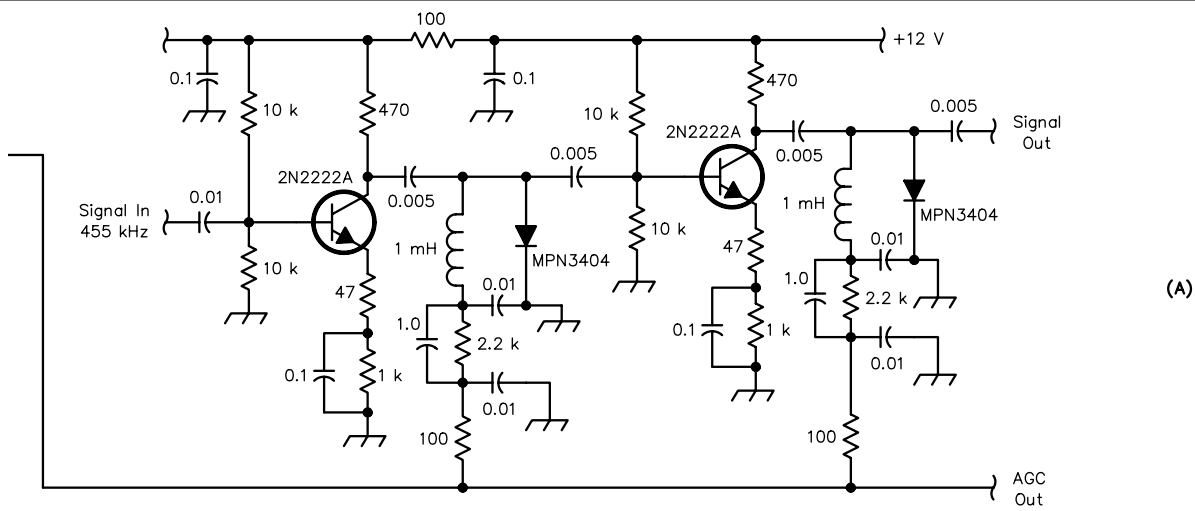 100
+12 V
0.1
0.1
10 k
470
10 k
470
0.005
Signal
Out
2N2222A
0.005
0.005
2N2222A
0.01
0.005
1 mH
MPN3404
Signal In
455 kHz
10 k
1 mH
MPN3404
10 k
47
0.01
47
0.01
1.0
2.2 k
(A)
1.0
2.2 k
0.1
1 k
0.01
0.1
1 k
0.01
100
100
AGC
Out